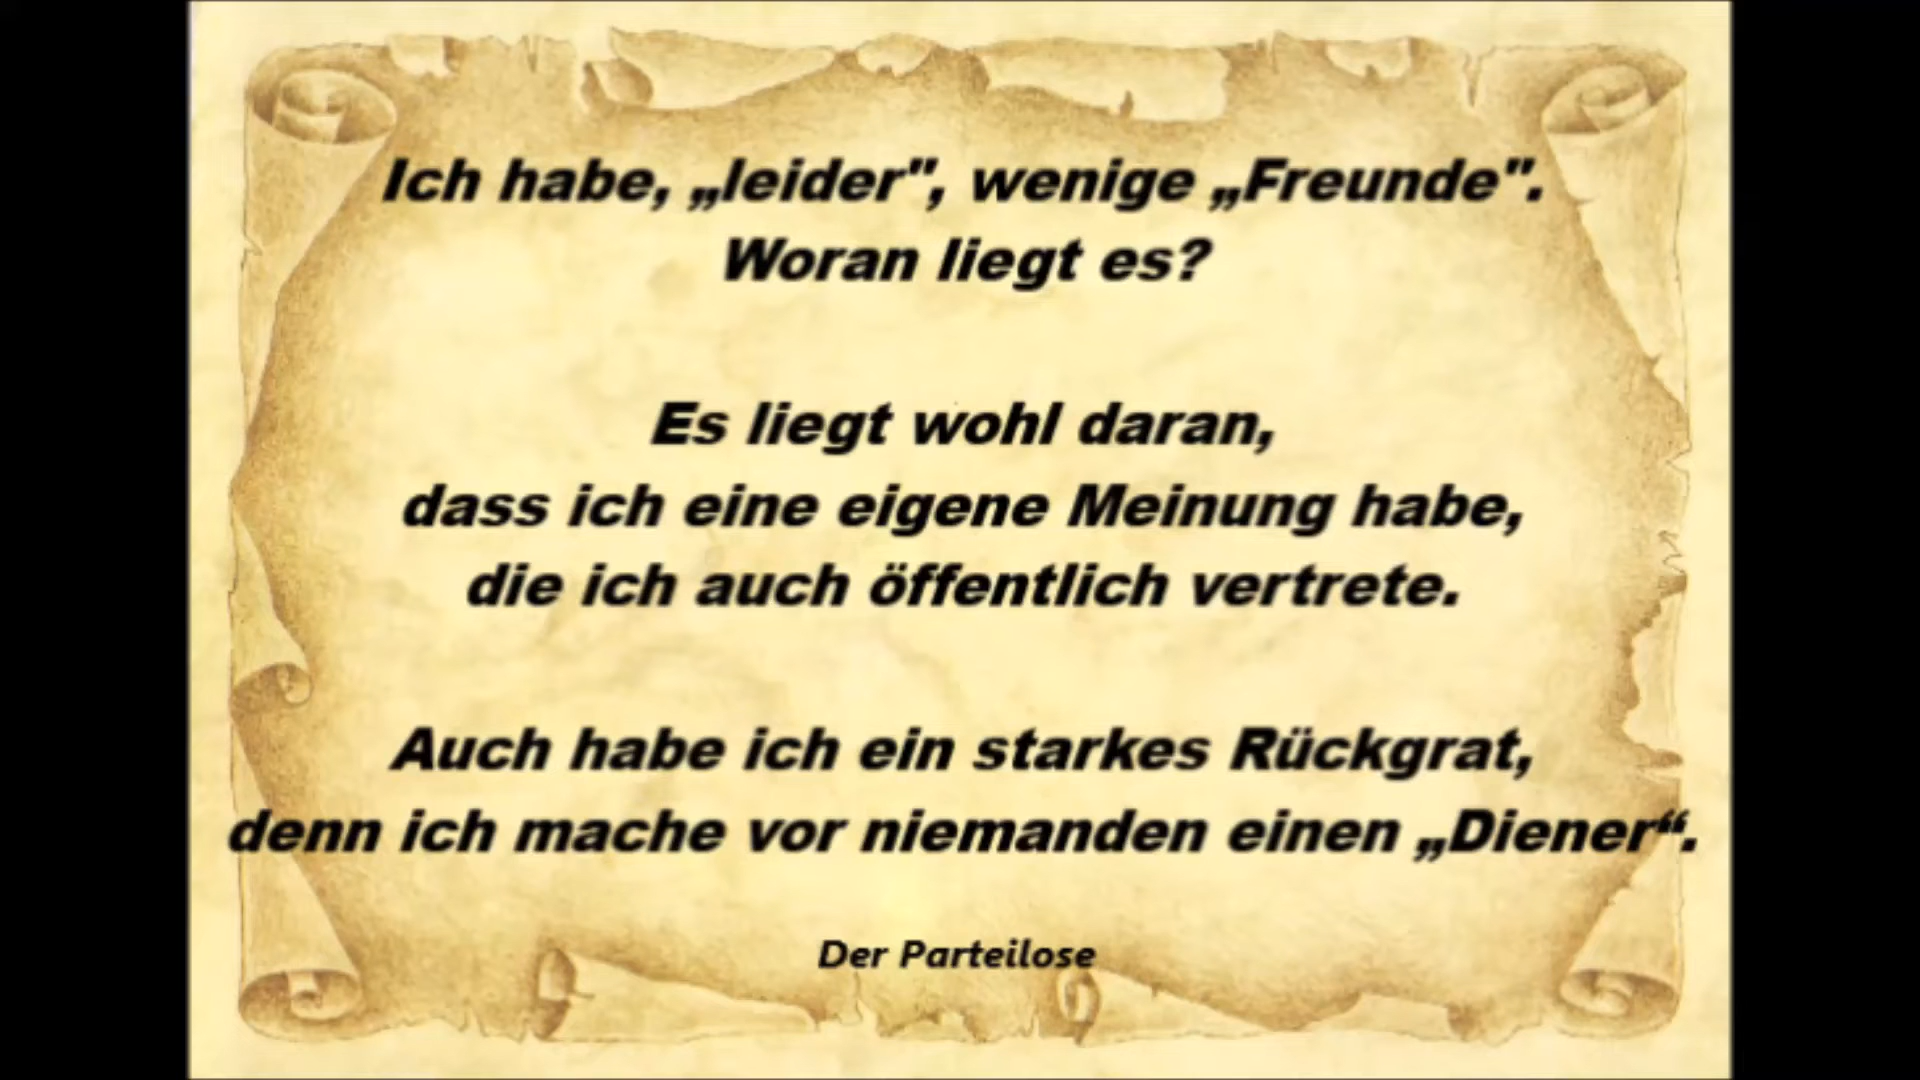 Ich habe, „leider", wenige „Freunde".
Woran liegt es?
Es liegt wohl daran,
dass ich eine eigene Meinung habe,
die ich auch öffentlich vertrete.
Auch habe ich ein starkes Rückgrat,
denn ich mache vor niemanden einen „Diener“.
Der Parteilose